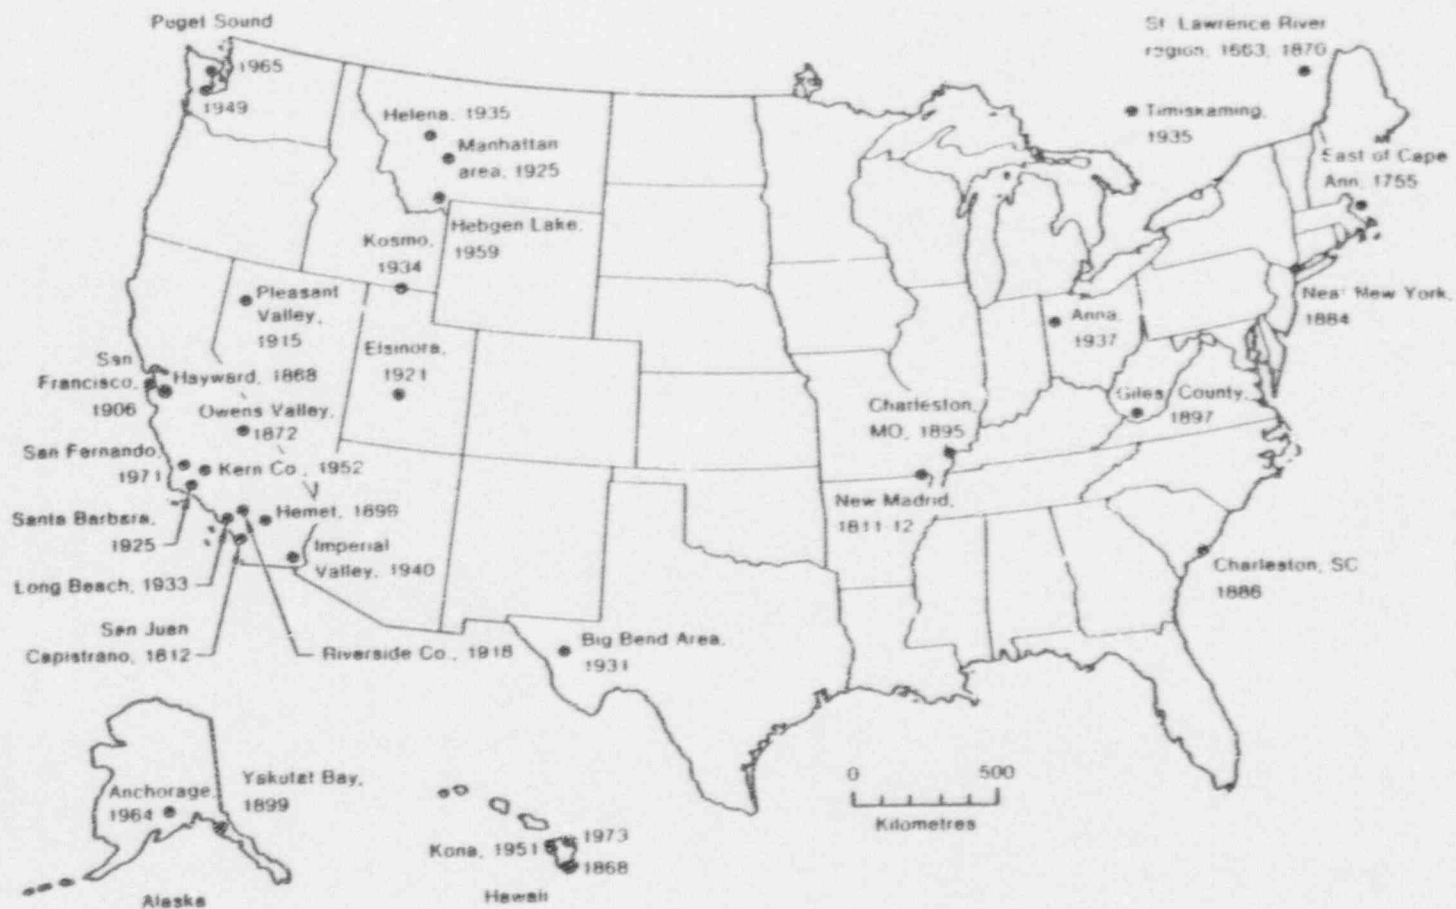 Puget Sound
1965
1949
St. Lawrence River
region, 1663, 1870
Timiskaming,
1935
East of Cape
Ann, 1755
Helena, 1935
Manhattan
area, 1925
Hebgen Lake,
1959
Kosmo,
1934
Pleasant
Valley,
1915
Elsinora,
1921
Near New York,
1884
Anna,
1937
Giles County,
1897
San
Francisco,
1906
Hayward, 1868
Owens Valley,
1872
Charleston,
MO, 1895
New Madrid,
1811-12
San Fernando,
1971
Kern Co., 1952
Santa Barbara,
1925
Hemet, 1899
Imperial
Valley, 1940
Long Beach, 1933
San Juan
Capistrano, 1812
Riverside Co., 1918
Big Bend Area,
1931
Charleston, SC
1886
Anchorage,
1964
Yakutat Bay,
1899
Alaska
Kona, 1951
1973
1868
Hawaii
0 500
Kilometres